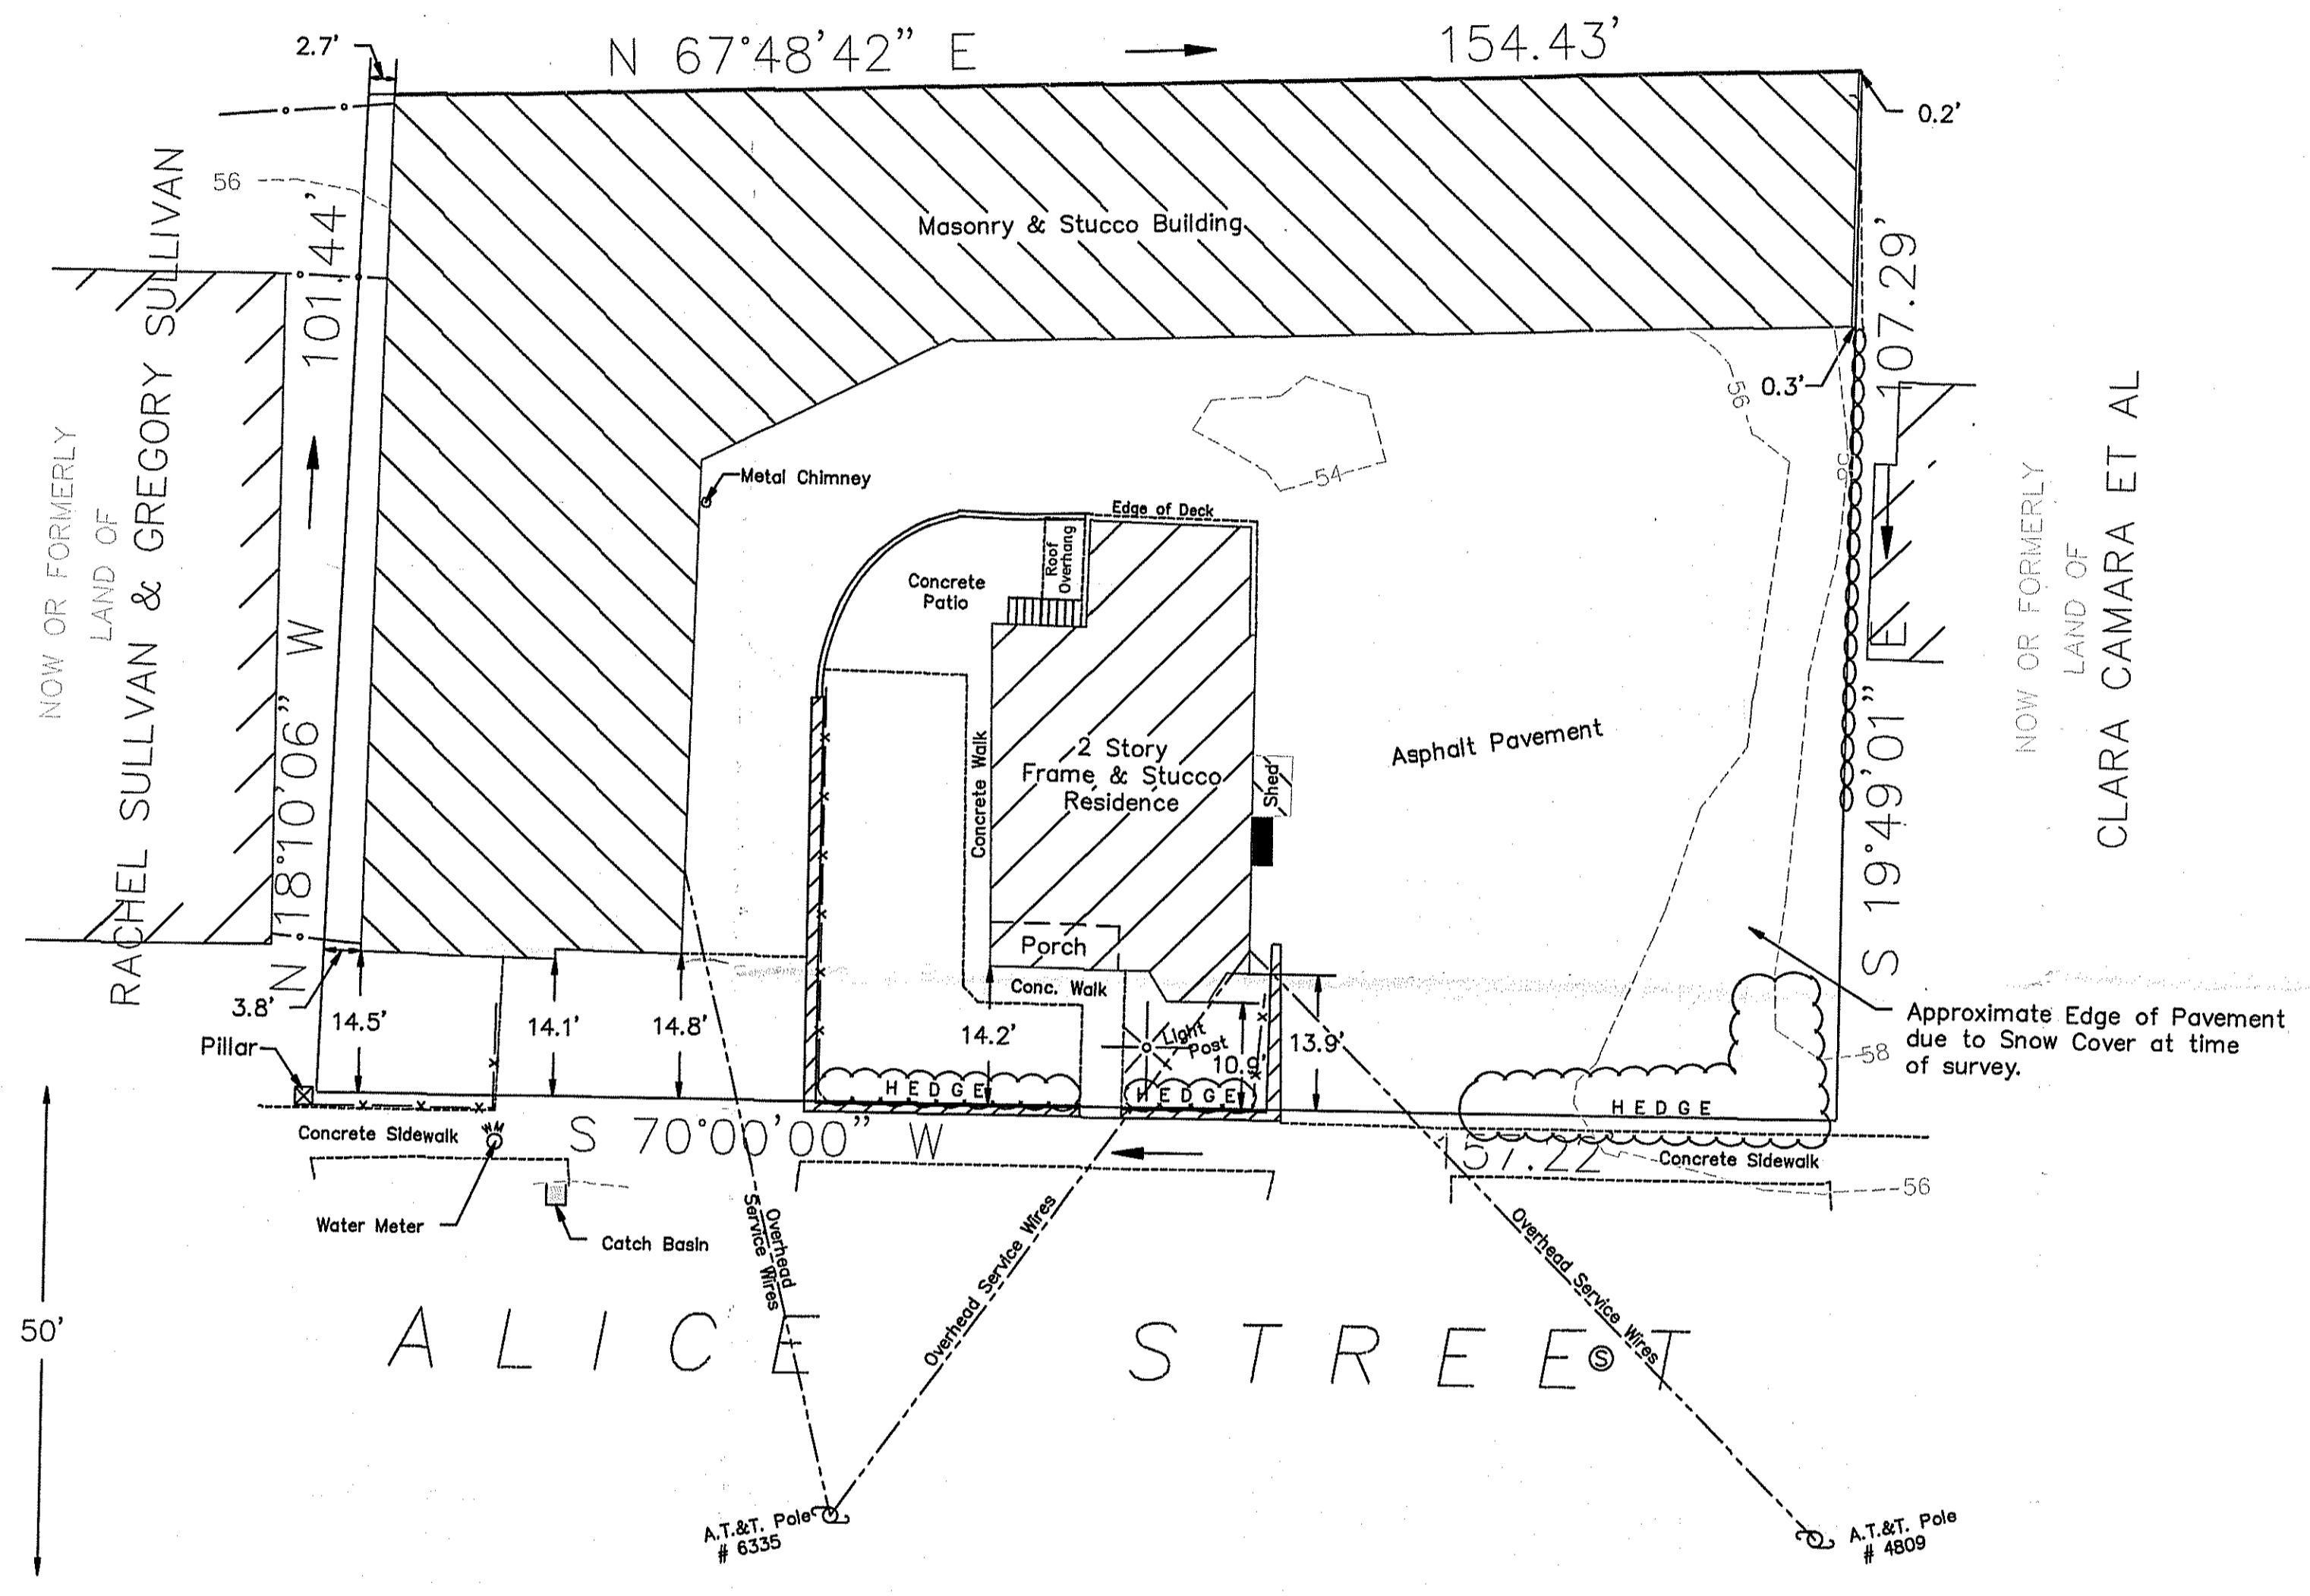 2.7'
N 67°48'42" E
154.43'
0.2'
56
Masonry & Stucco Building
NOW OR FORMERLY
LAND OF
RACHEL SULLIVAN & GREGORY SULLIVAN
N 18°10'06" W 101.44'
107.29'
S 19°49'01" E
0.3'
56
54
58
NOW OR FORMERLY
LAND OF
CLARA CAMARA ET AL
Metal Chimney
Edge of Deck
Roof
Overhang
Concrete
Patio
Concrete Walk
2 Story
Frame & Stucco
Residence
Shed
Asphalt Pavement
Porch
Conc. Walk
3.8'
Pillar
14.5'
14.1'
14.8'
14.2'
Light
Post
10.9'
13.9'
HEDGE
HEDGE
HEDGE
Approximate Edge of Pavement
due to Snow Cover at time
of survey.
58
Concrete Sidewalk
WM
S 70°00'00" W
157.22
Concrete Sidewalk
56
Water Meter
Catch Basin
Overhead
Service Wires
Overhead Service Wires
Overhead Service Wires
50'
ALICE STREET
S
A.T.&T. Pole
# 6335
A.T.&T. Pole
# 4809